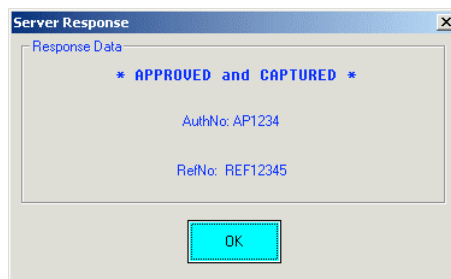 Server Response
Response Data
* APPROVED and CAPTURED *
AuthNo: AP1234
RefNo: REF12345
OK